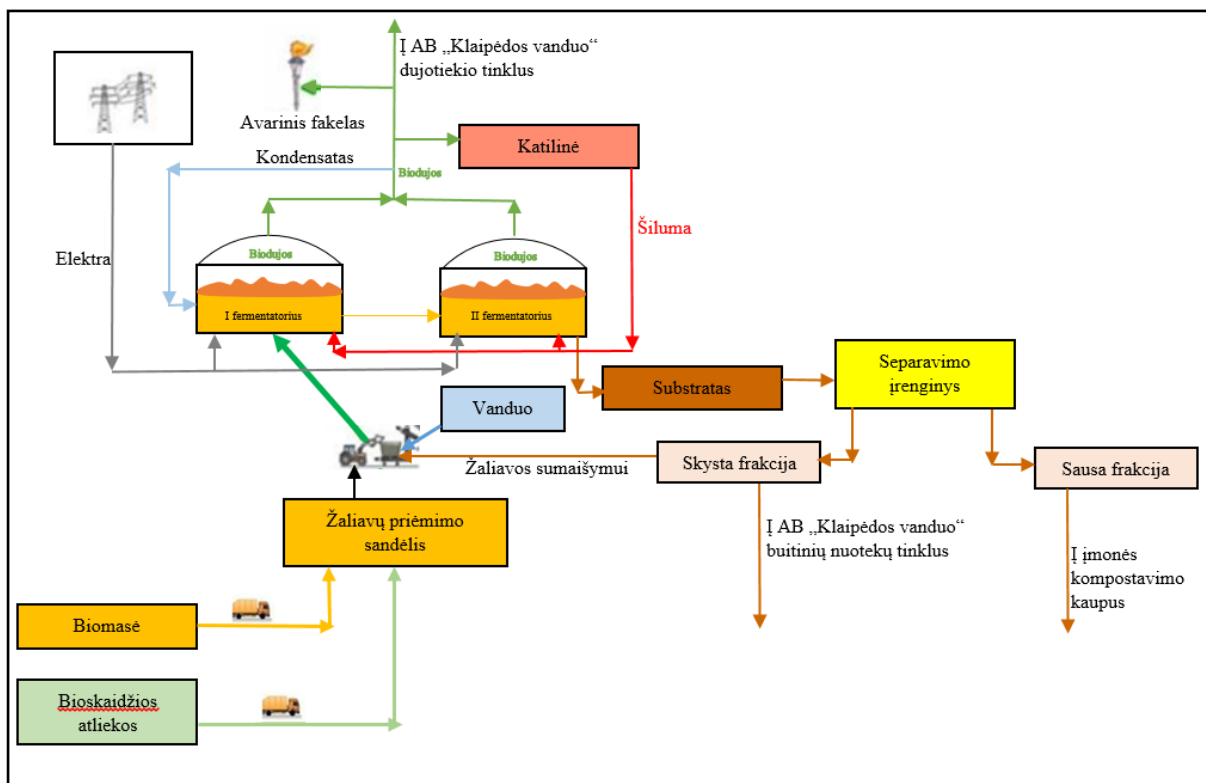 Į AB „Klaipėdos vanduo“
dujotiekio tinklus
Avarinis fakelas
Katilinė
Kondensatas
Biodujos
Šiluma
Elektra
Biodujos
Biodujos
I fermentatorius
II fermentatorius
Separavimo
įrenginys
Substratas
Vanduo
Žaliavos sumaišymui
Skysta frakcija
Sausa frakcija
Žaliavų priėmimo
sandėlis
Į AB „Klaipėdos vanduo“
buitinių nuotekų tinklus
Į įmonės
kompostavimo
kaupus
Biomasė
Bioskaidžios
atliekos